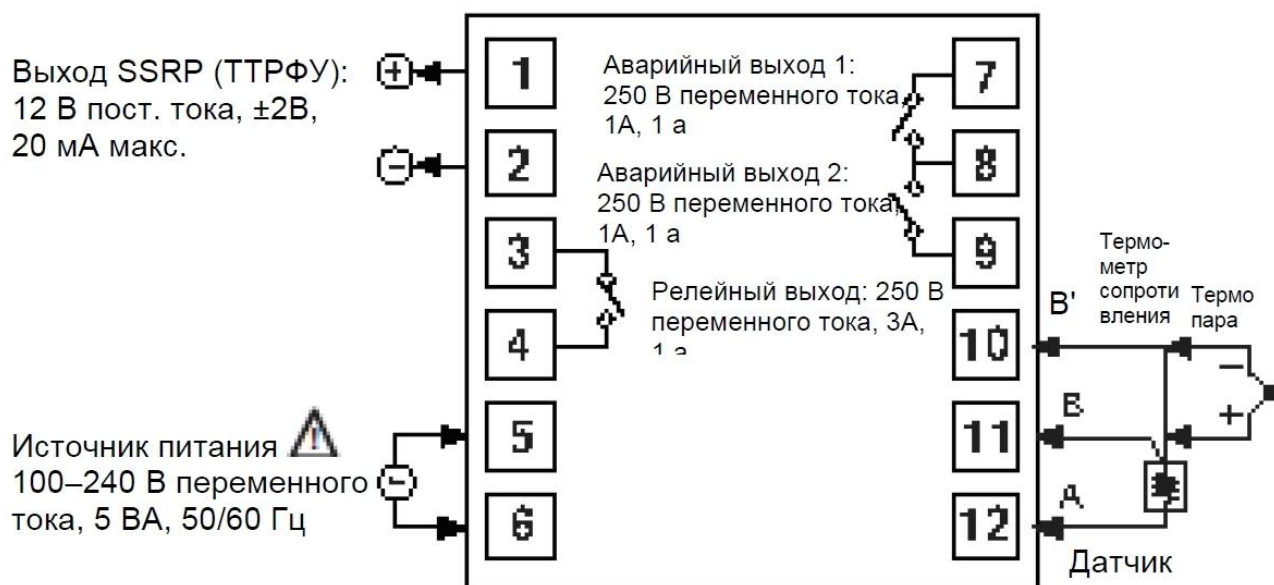 Выход SSRP (ТТРФУ):
12 В пост. тока, ±2В,
20 мА макс.
+
−
Источник питания
100–240 В переменного
тока, 5 ВА, 50/60 Гц
1
2
3
4
5
6
Аварийный выход 1:
250 В переменного тока,
1А, 1 а
Аварийный выход 2:
250 В переменного тока,
1А, 1 а
Релейный выход: 250 В
переменного тока, 3А,
1 а
7
8
9
10
11
12
B'
B
A
Термо-
метр
сопроти
вления
Термо
пара
−
+
Датчик